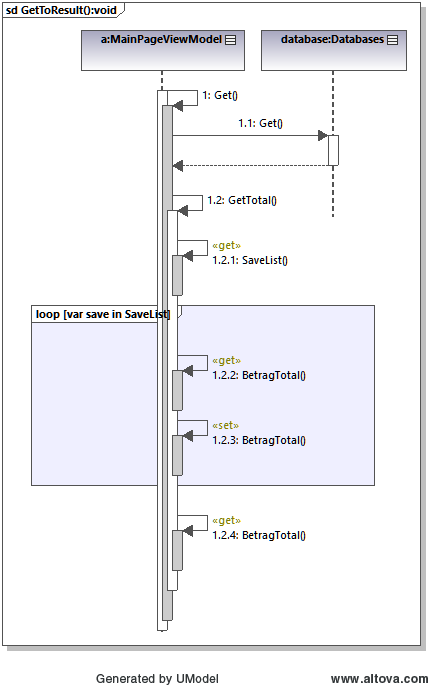 sd GetToResult():void
a:MainPageViewModel
database:Databases
1: Get()
1.1: Get()
1.2: GetTotal()
«get»
1.2.1: SaveList()
loop [var save in SaveList]
«get»
1.2.2: BetragTotal()
«set»
1.2.3: BetragTotal()
«get»
1.2.4: BetragTotal()
Generated by UModel
www.altova.com